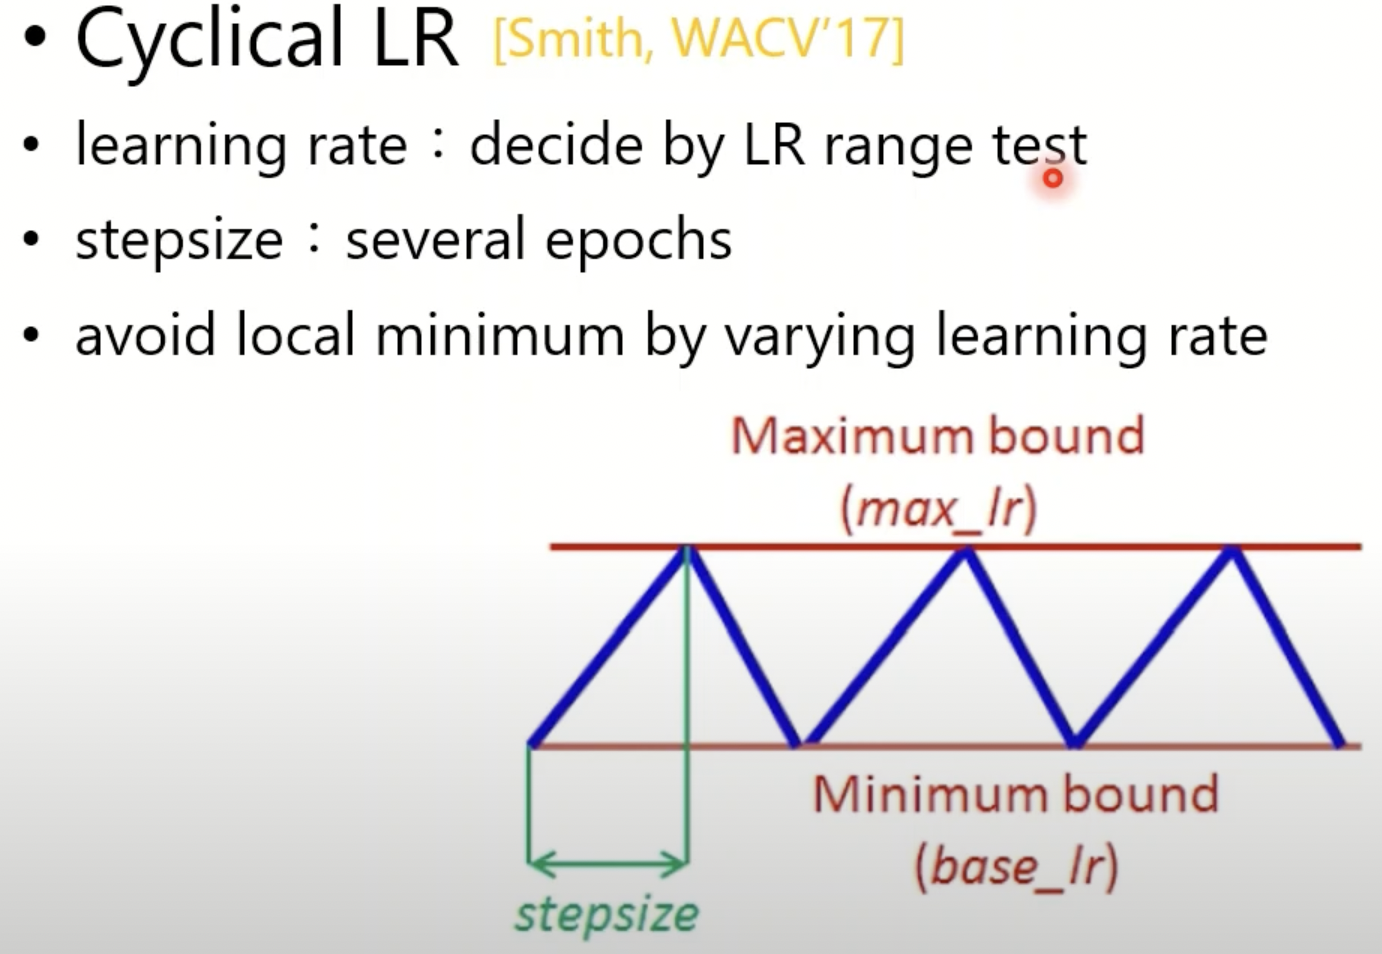 • Cyclical LR [Smith, WACV’17]
• learning rate：decide by LR range test
• stepsize：several epochs
• avoid local minimum by varying learning rate
Maximum bound
(max_lr)
Minimum bound
(base_lr)
stepsize